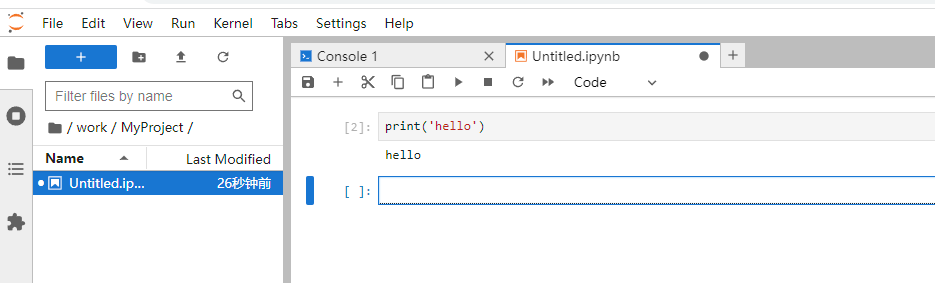 File Edit View Run Kernel Tabs Settings Help
Console 1
Untitled.ipynb
Code
Filter files by name
/ work / MyProject /
Name Last Modified
Untitled.ip... 26秒钟前
[2]: print('hello')
hello
[ ]: